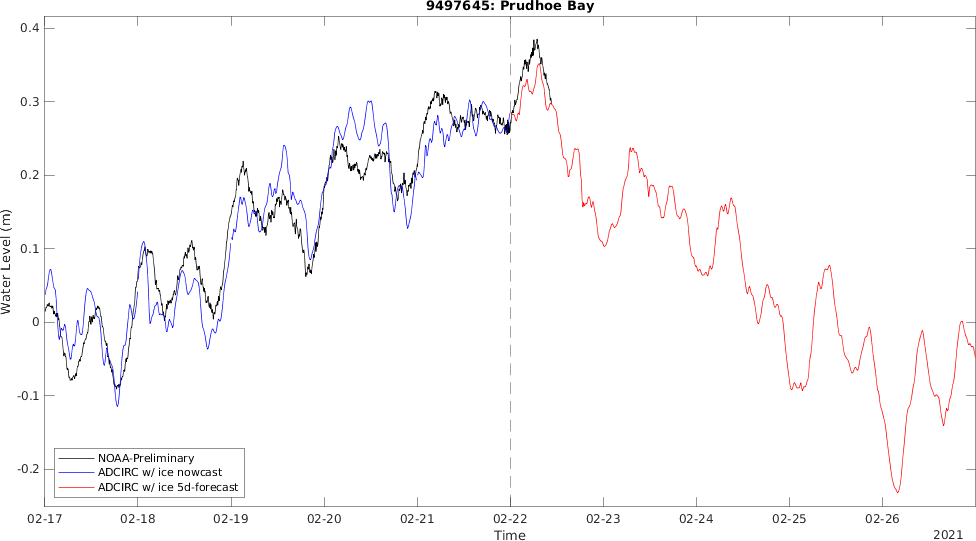 9497645: Prudhoe Bay
Water Level (m)
0.4
0.3
0.2
0.1
0
-0.1
-0.2
NOAA-Preliminary
ADCIRC w/ ice nowcast
ADCIRC w/ ice 5d-forecast
02-17 02-18 02-19 02-20 02-21 02-22 02-23 02-24 02-25 02-26
Time
2021